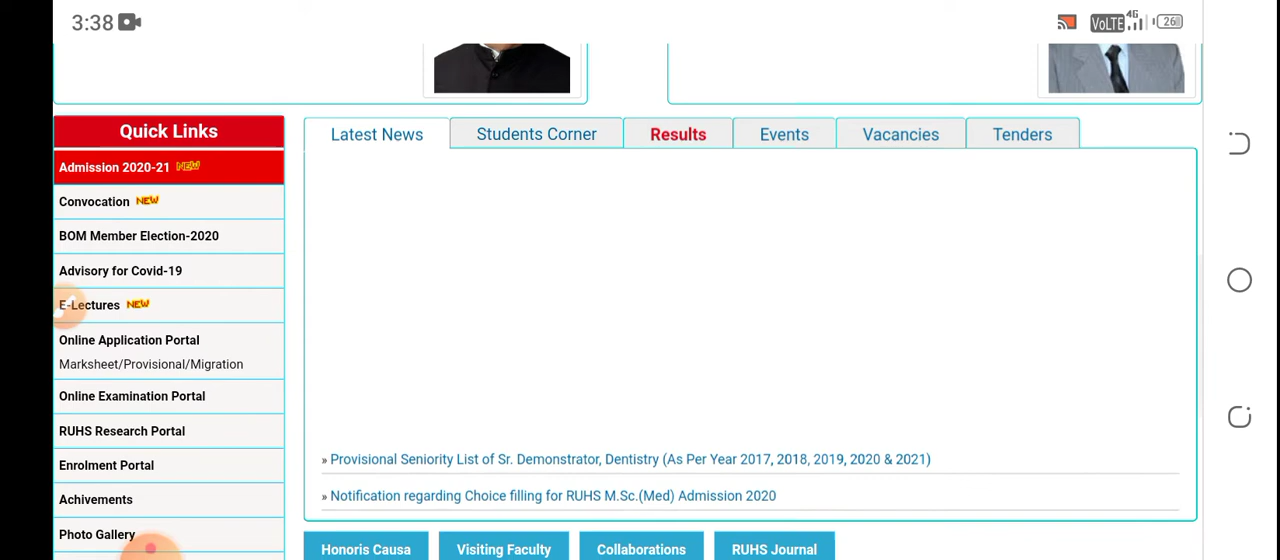 3:38
VoLTE 4G 26
Quick Links
Latest News
Students Corner
Results
Events
Vacancies
Tenders
Admission 2020-21 NEW
Convocation NEW
BOM Member Election-2020
Advisory for Covid-19
E-Lectures NEW
Online Application Portal
Marksheet/Provisional/Migration
Online Examination Portal
RUHS Research Portal
Enrolment Portal
Achivements
Photo Gallery
» Provisional Seniority List of Sr. Demonstrator, Dentistry (As Per Year 2017, 2018, 2019, 2020 & 2021)
» Notification regarding Choice filling for RUHS M.Sc.(Med) Admission 2020
Honoris Causa
Visiting Faculty
Collaborations
RUHS Journal